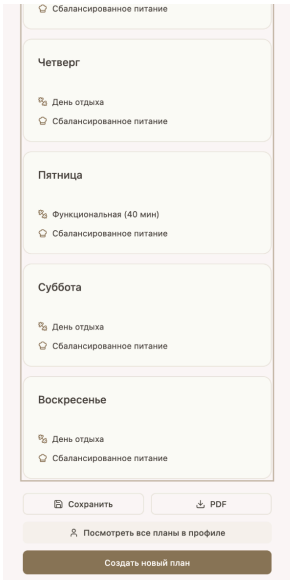 Сбалансированное питание
Четверг
День отдыха
Сбалансированное питание
Пятница
Функциональная (40 мин)
Сбалансированное питание
Суббота
День отдыха
Сбалансированное питание
Воскресенье
День отдыха
Сбалансированное питание
Сохранить
PDF
Посмотреть все планы в профиле
Создать новый план